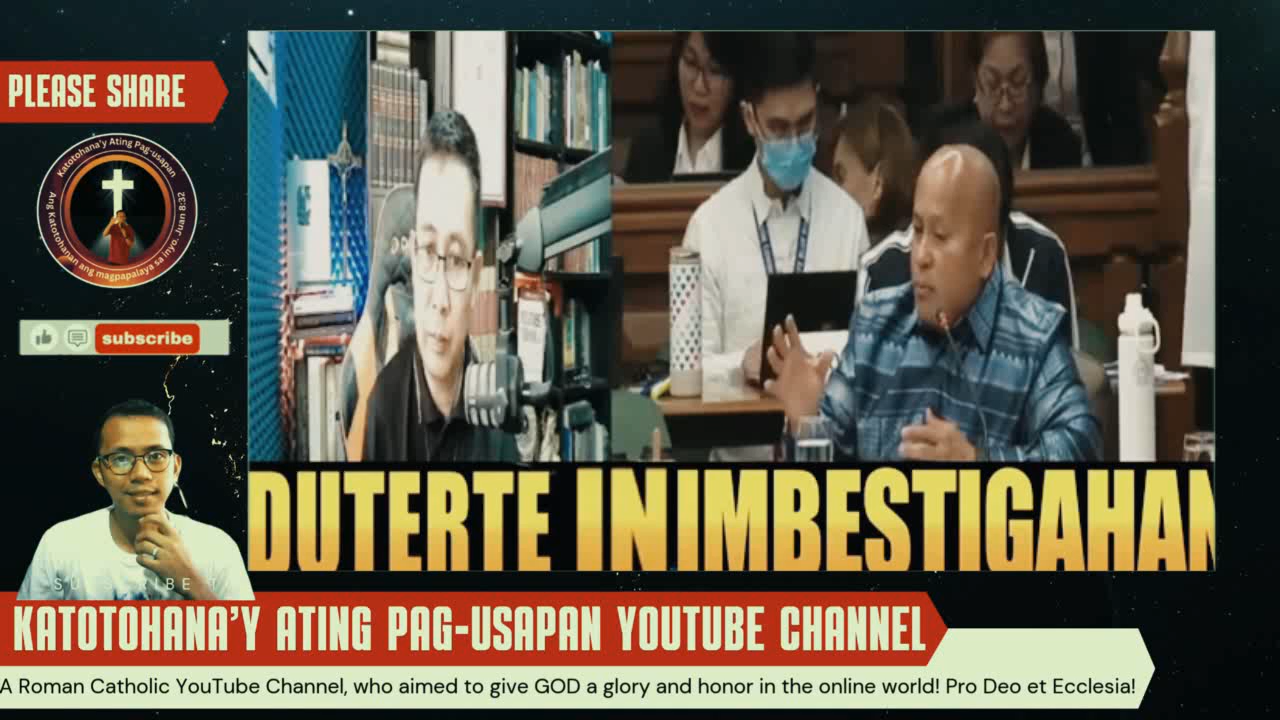 PLEASE SHARE
Katotohana'y Ating Pag-usapan
Ang Katotohanan ang magpapalaya sa inyo. Juan 8:32
subscribe
DUTERTE INIMBESTIGAHAN
SUBSCRIBE T
KATOTOHANA'Y ATING PAG-USAPAN YOUTUBE CHANNEL
A Roman Catholic YouTube Channel, who aimed to give GOD a glory and honor in the online world! Pro Deo et Ecclesia!